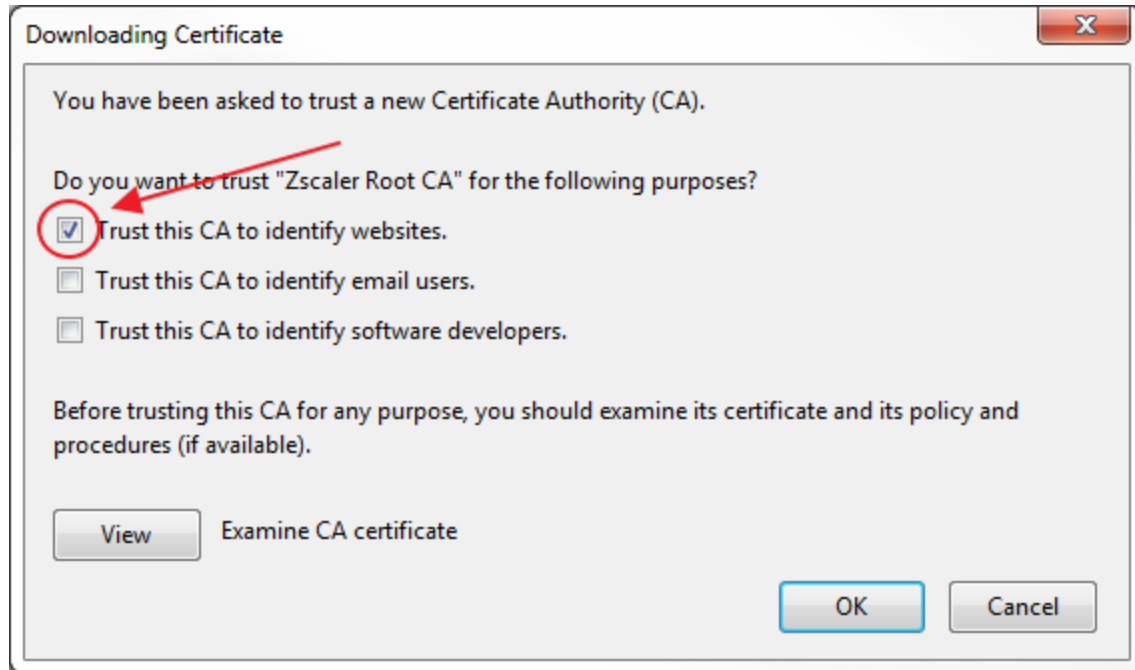 Downloading Certificate
You have been asked to trust a new Certificate Authority (CA).
Do you want to trust "Zscaler Root CA" for the following purposes?
Trust this CA to identify websites.
Trust this CA to identify email users.
Trust this CA to identify software developers.
Before trusting this CA for any purpose, you should examine its certificate and its policy and
procedures (if available).
View Examine CA certificate
OK Cancel